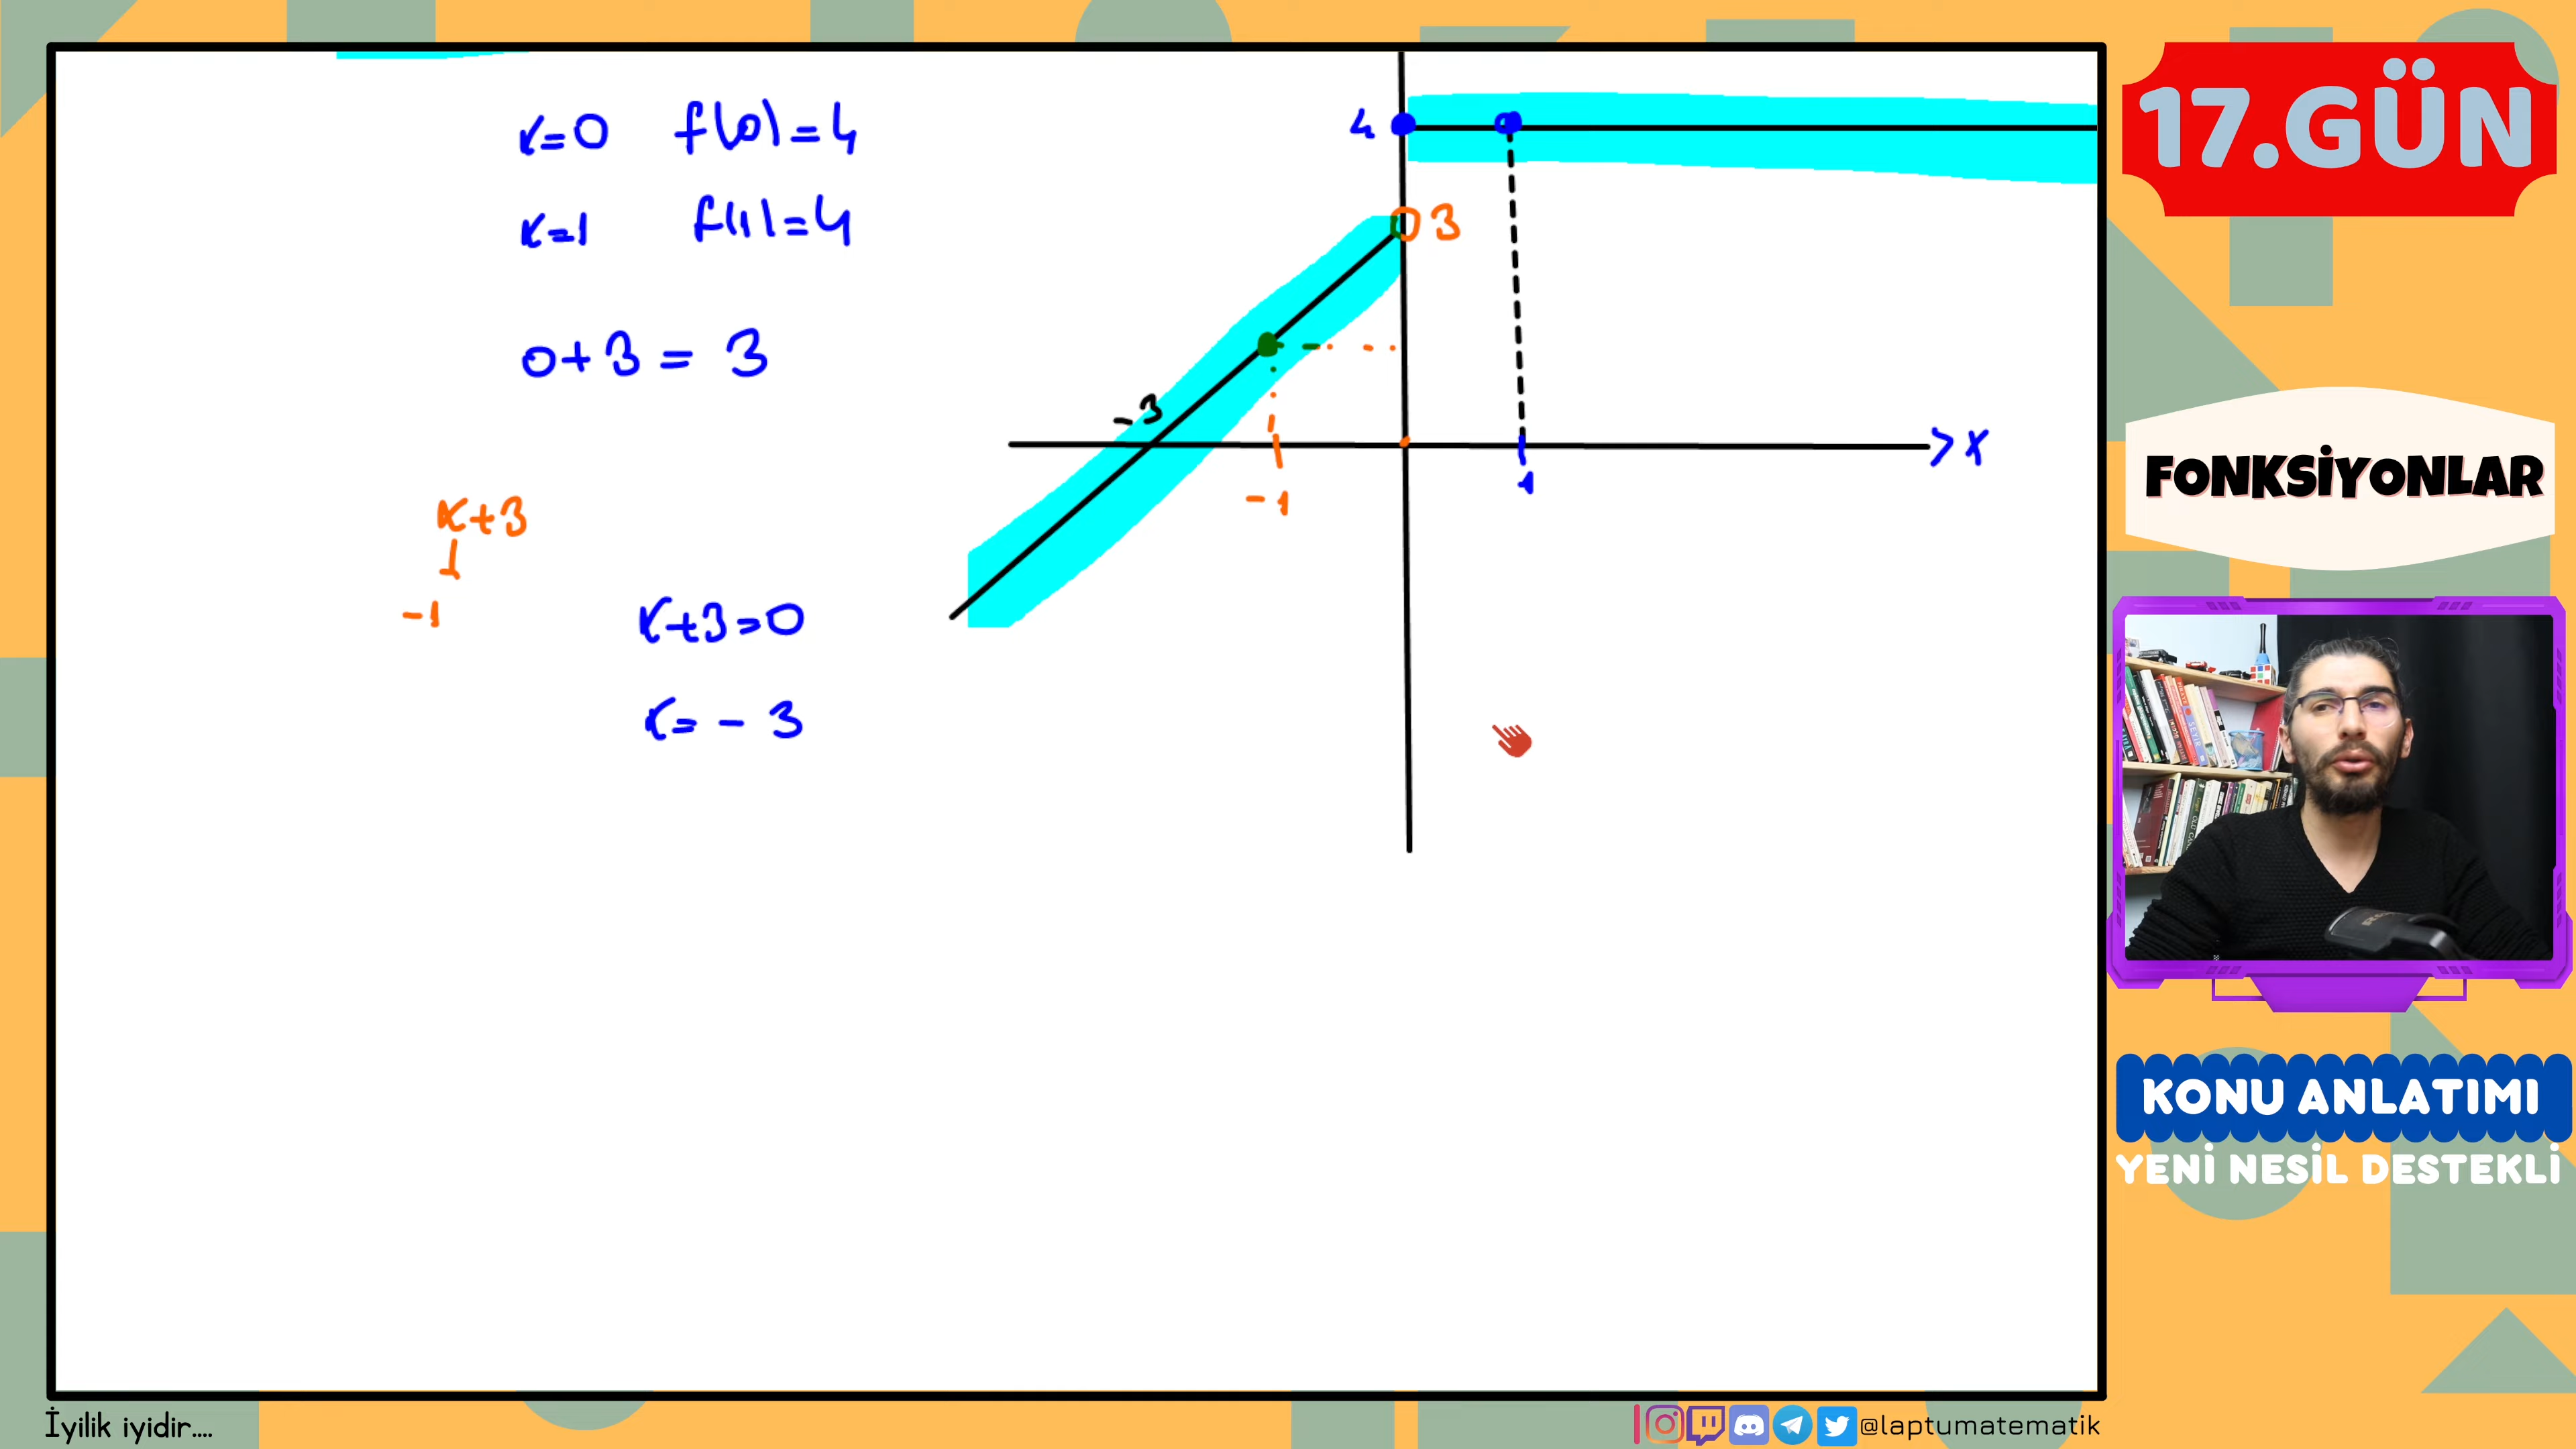 x=0 f(0)=4
x=1 f(1)=4
0+3=3
x+3
-1
x+3=0
x=-3
4
3
-3
-1
1
x
17.GÜN
FONKSİYONLAR
KONU ANLATIMI
YENİ NESİL DESTEKLİ
İyilik iyidir....
@laptumatematik